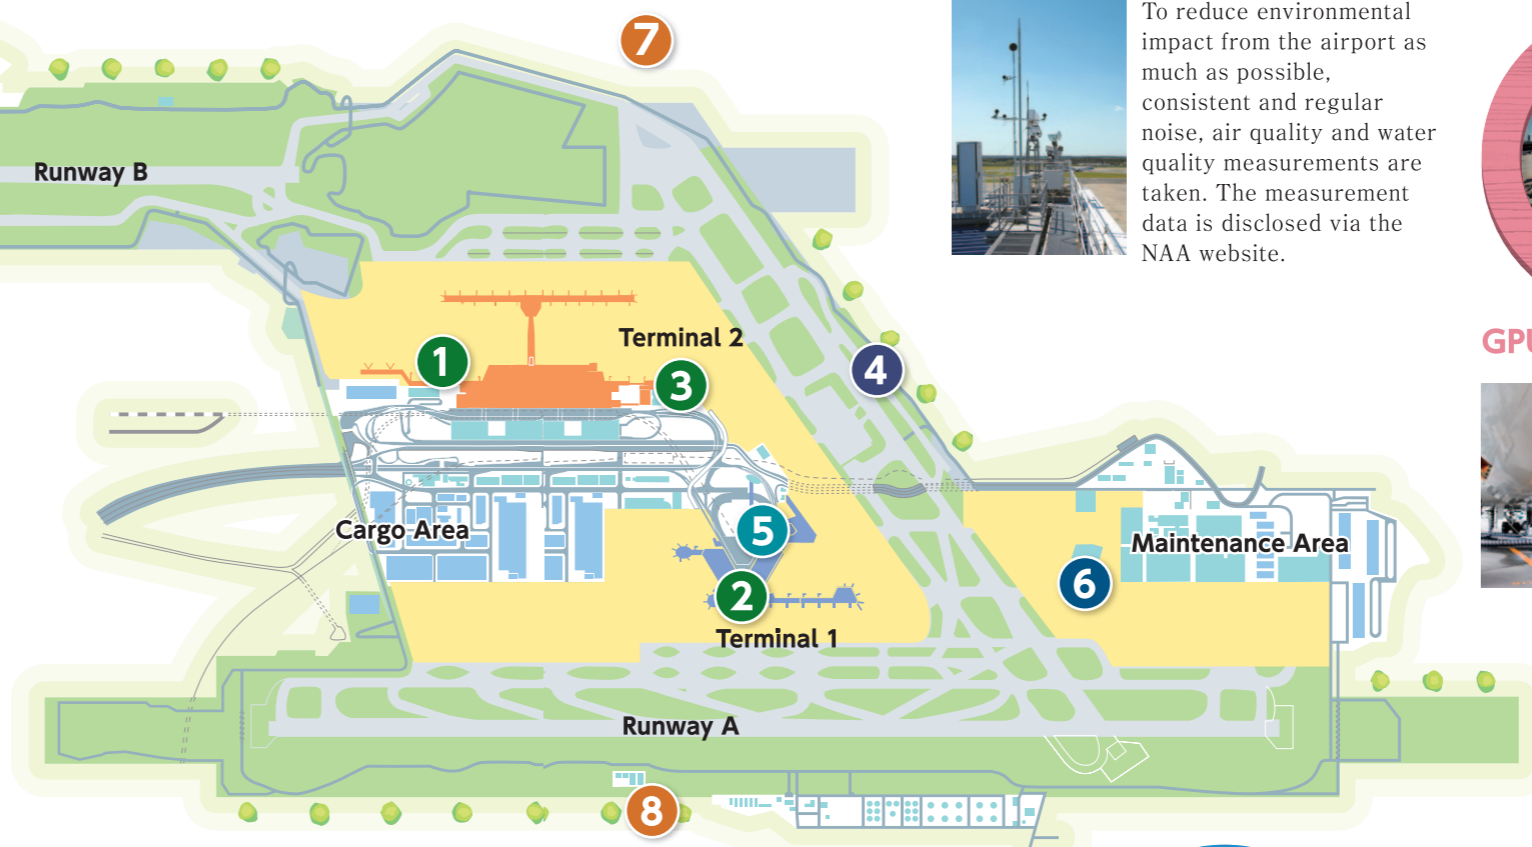 7
To reduce environmental
impact from the airport as
much as possible,
consistent and regular
noise, air quality and water
quality measurements are
taken. The measurement
data is disclosed via the
NAA website.
Runway B
Terminal 2
1
3
4
GPU
5
Cargo Area
Maintenance Area
6
2
Terminal 1
Runway A
8